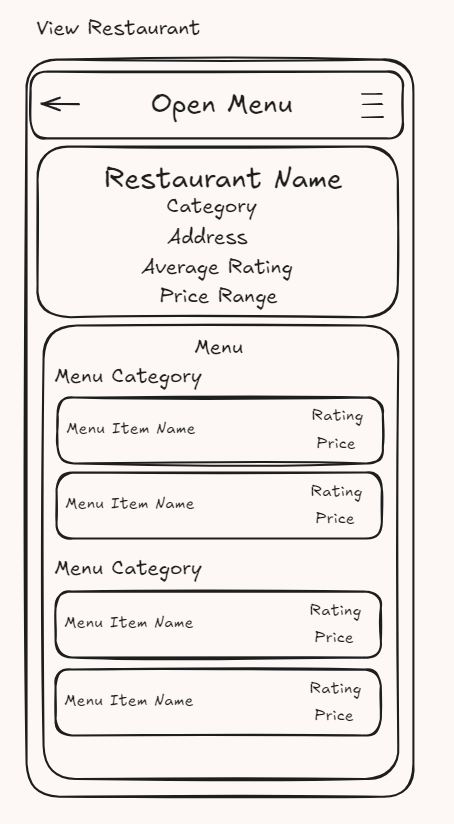 View Restaurant
Open Menu
Restaurant Name
Category
Address
Average Rating
Price Range
Menu
Menu Category
Menu Item Name
Rating
Price
Menu Item Name
Rating
Price
Menu Category
Menu Item Name
Rating
Price
Menu Item Name
Rating
Price